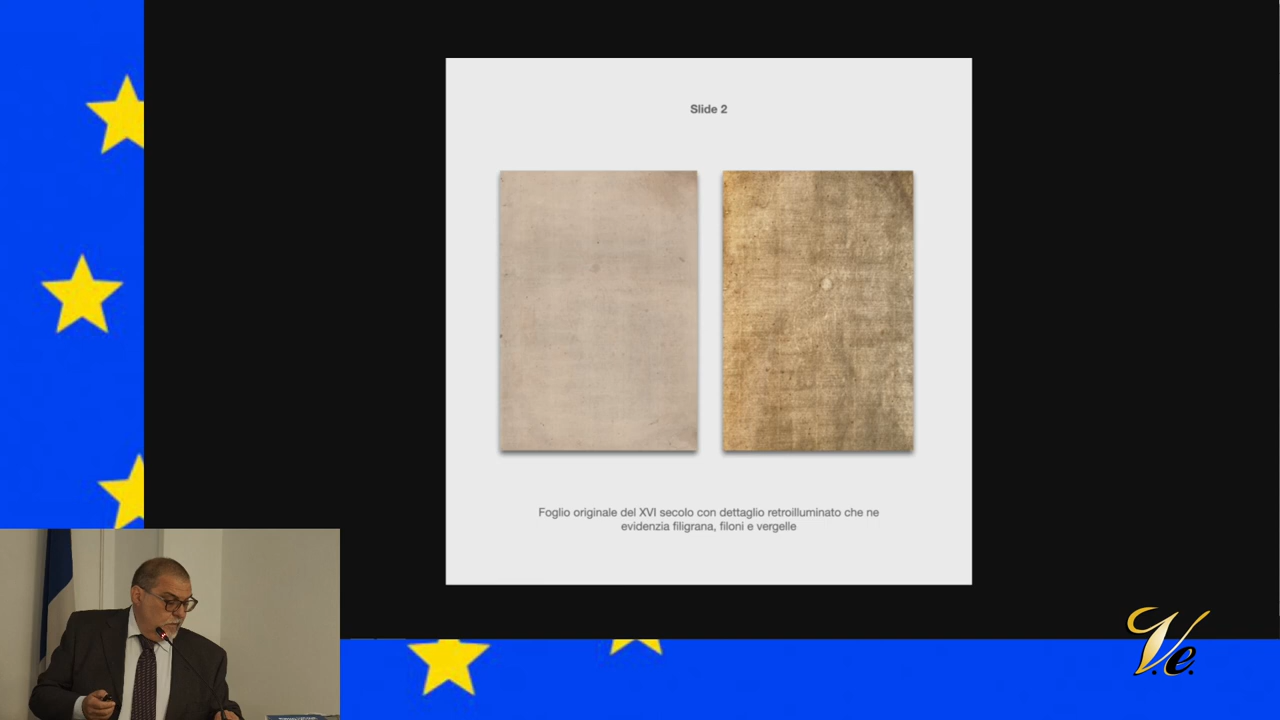 Slide 2
Foglio originale del XVI secolo con dettaglio retroilluminato che ne
evidenzia filigrana, filoni e vergelle
V.e.